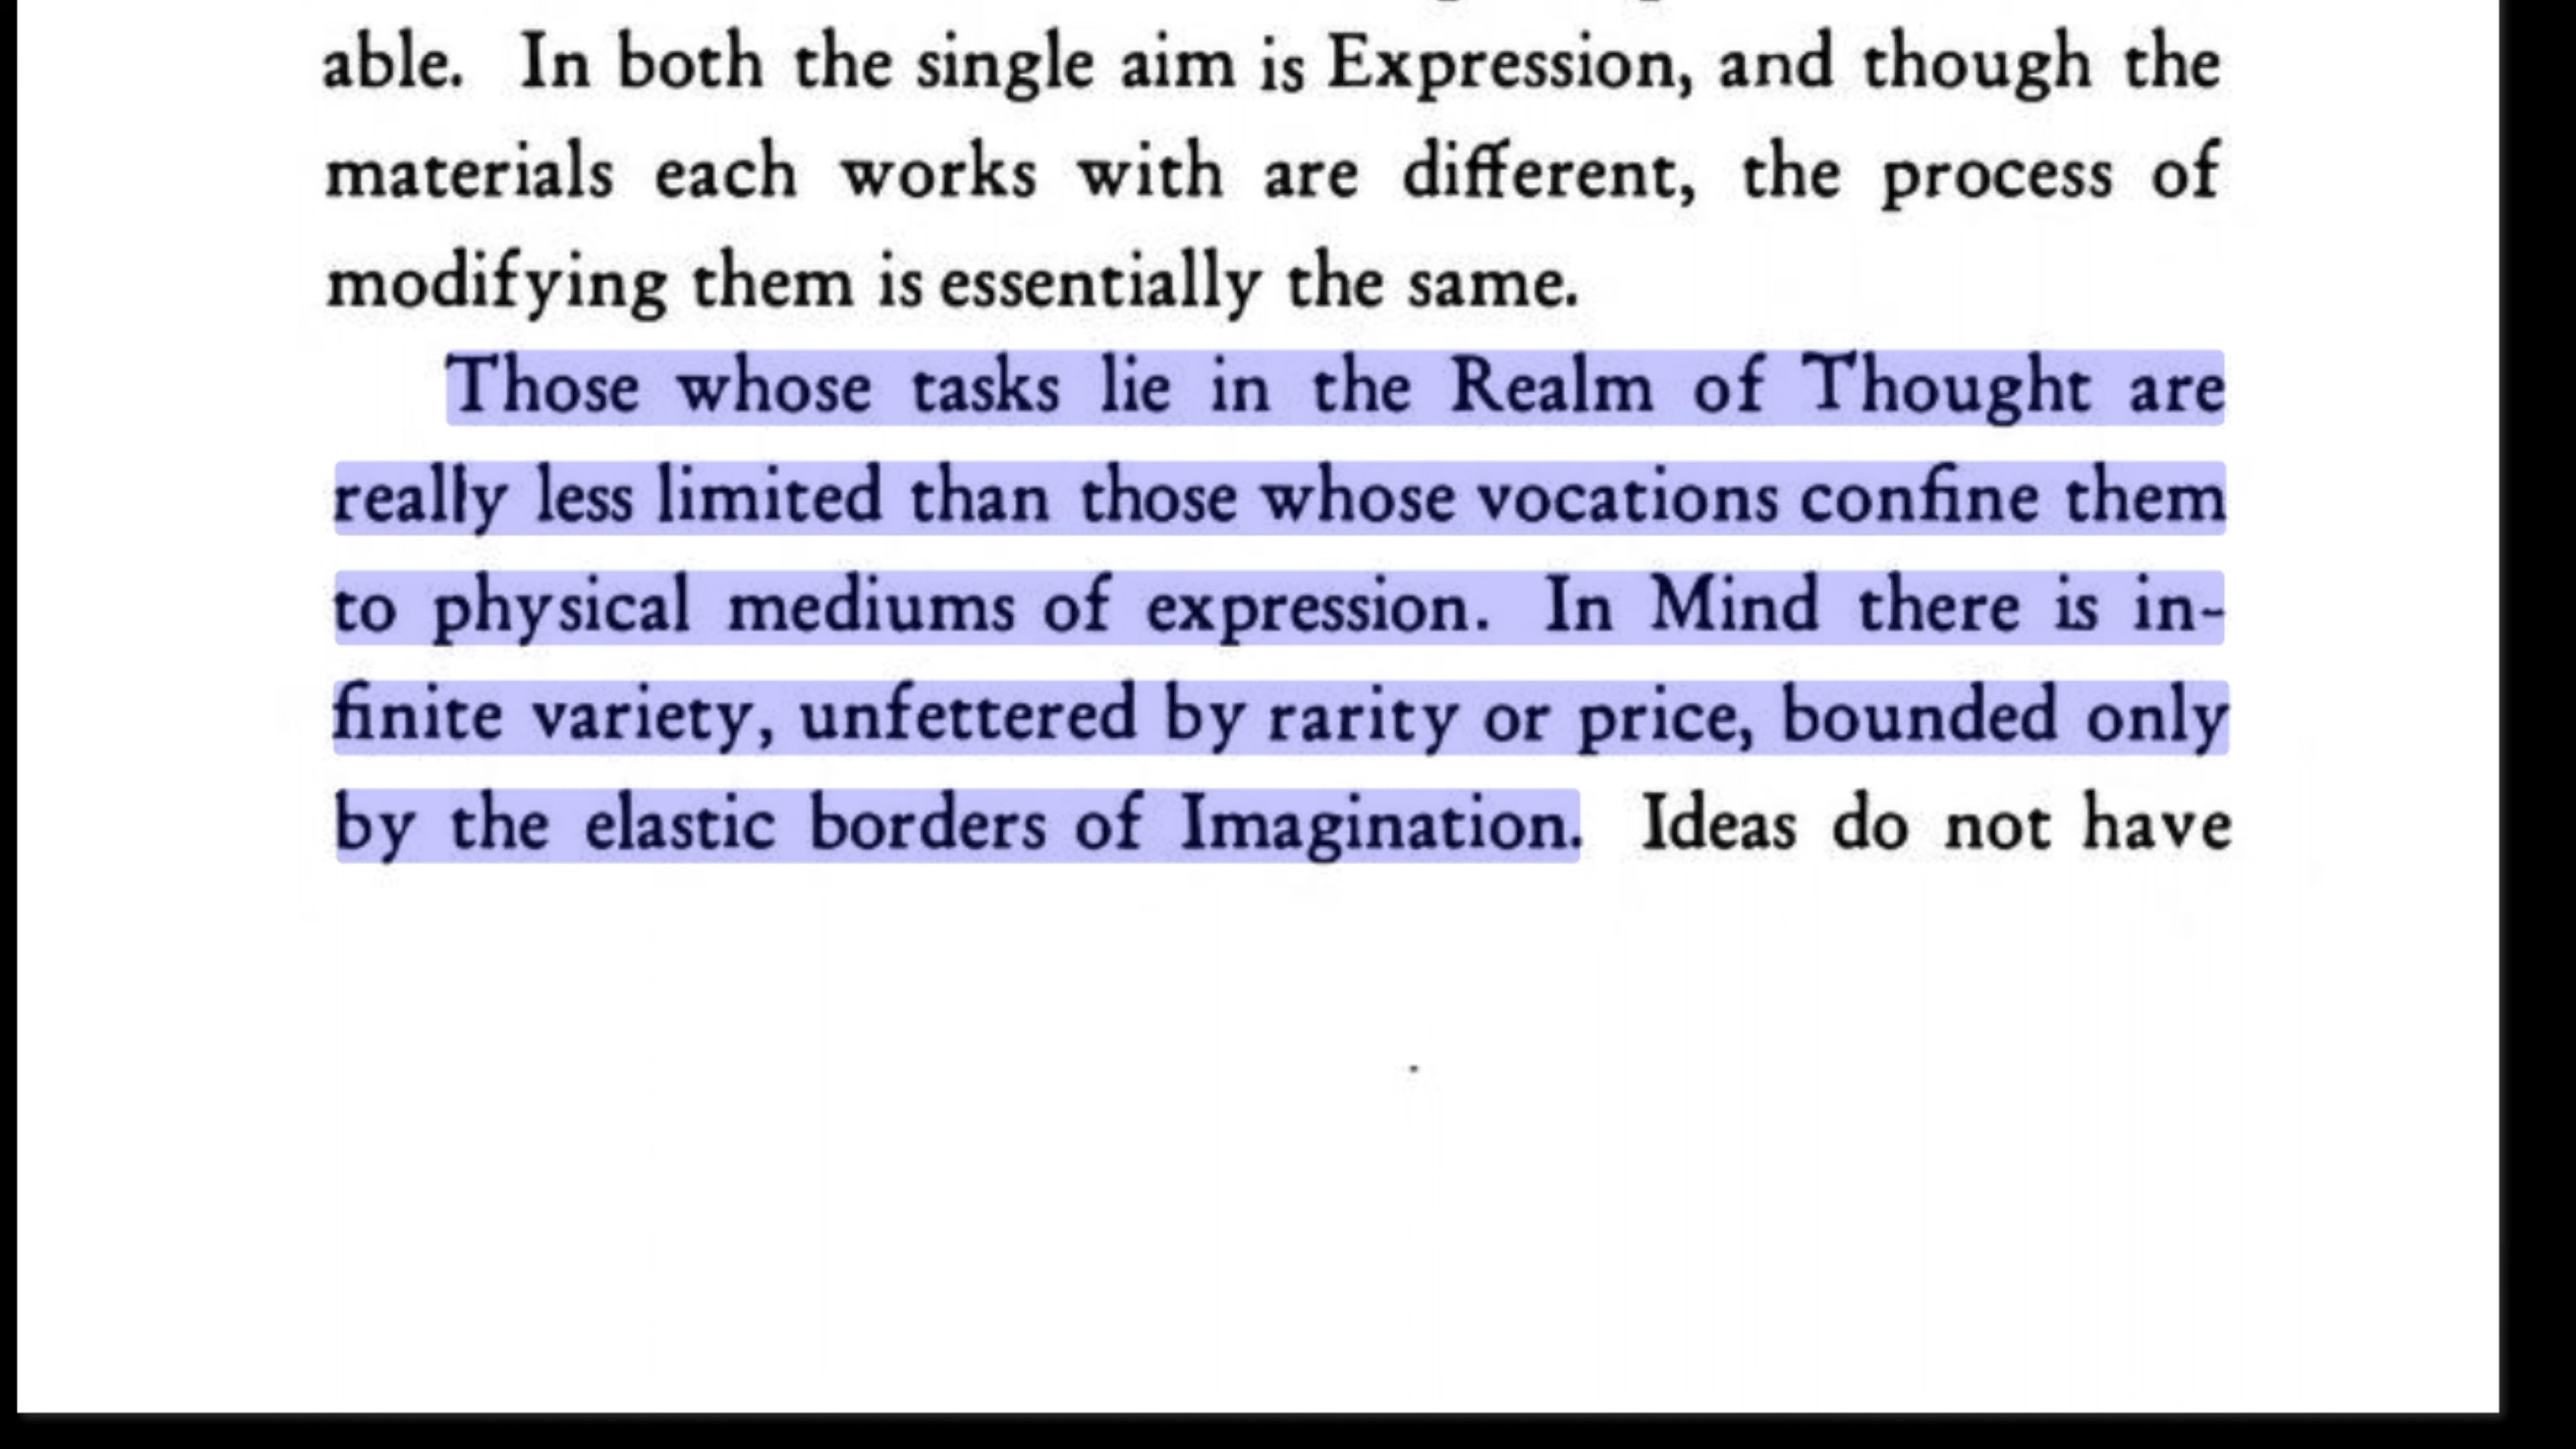 able. In both the single aim is Expression, and though the
materials each works with are different, the process of
modifying them is essentially the same.
Those whose tasks lie in the Realm of Thought are
really less limited than those whose vocations confine them
to physical mediums of expression. In Mind there is in-
finite variety, unfettered by rarity or price, bounded only
by the elastic borders of Imagination. Ideas do not have